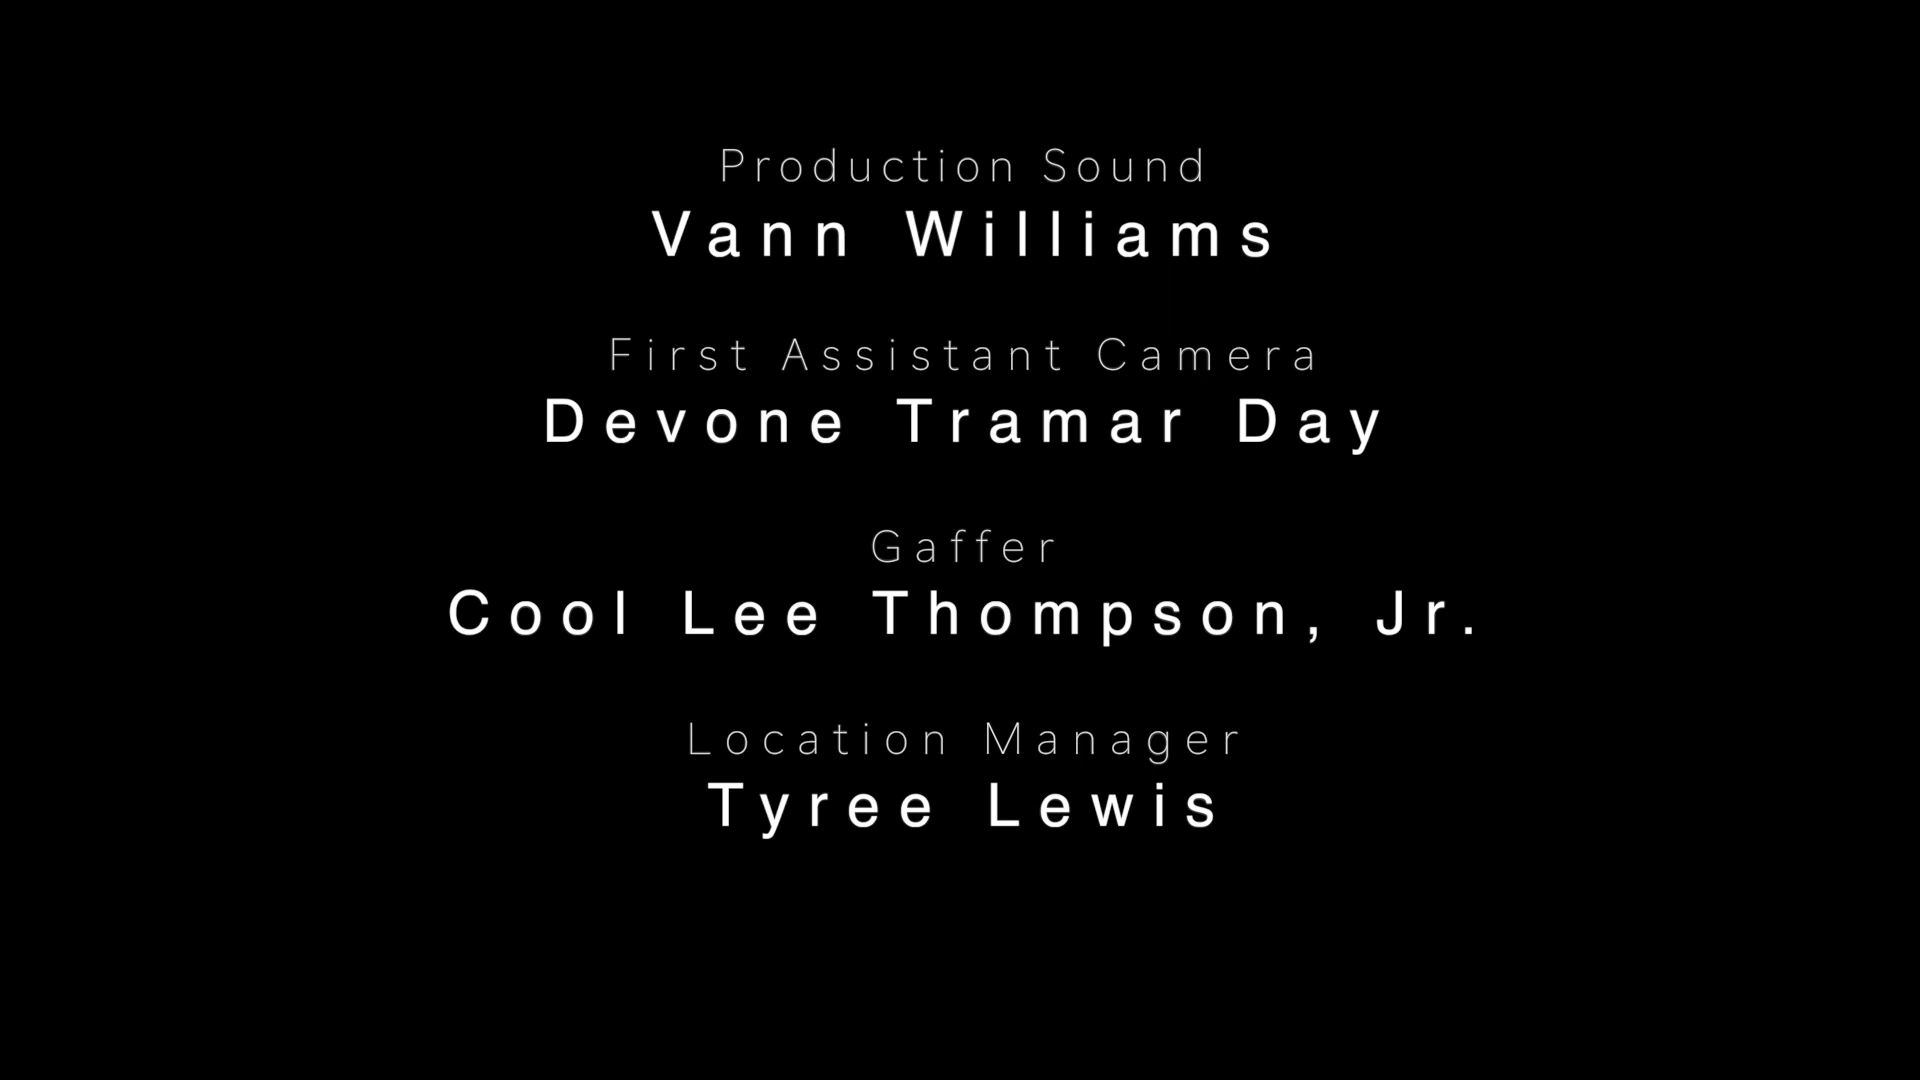 Production Sound
Vann Williams
First Assistant Camera
Devone Tramar Day
Gaffer
Cool Lee Thompson, Jr.
Location Manager
Tyree Lewis